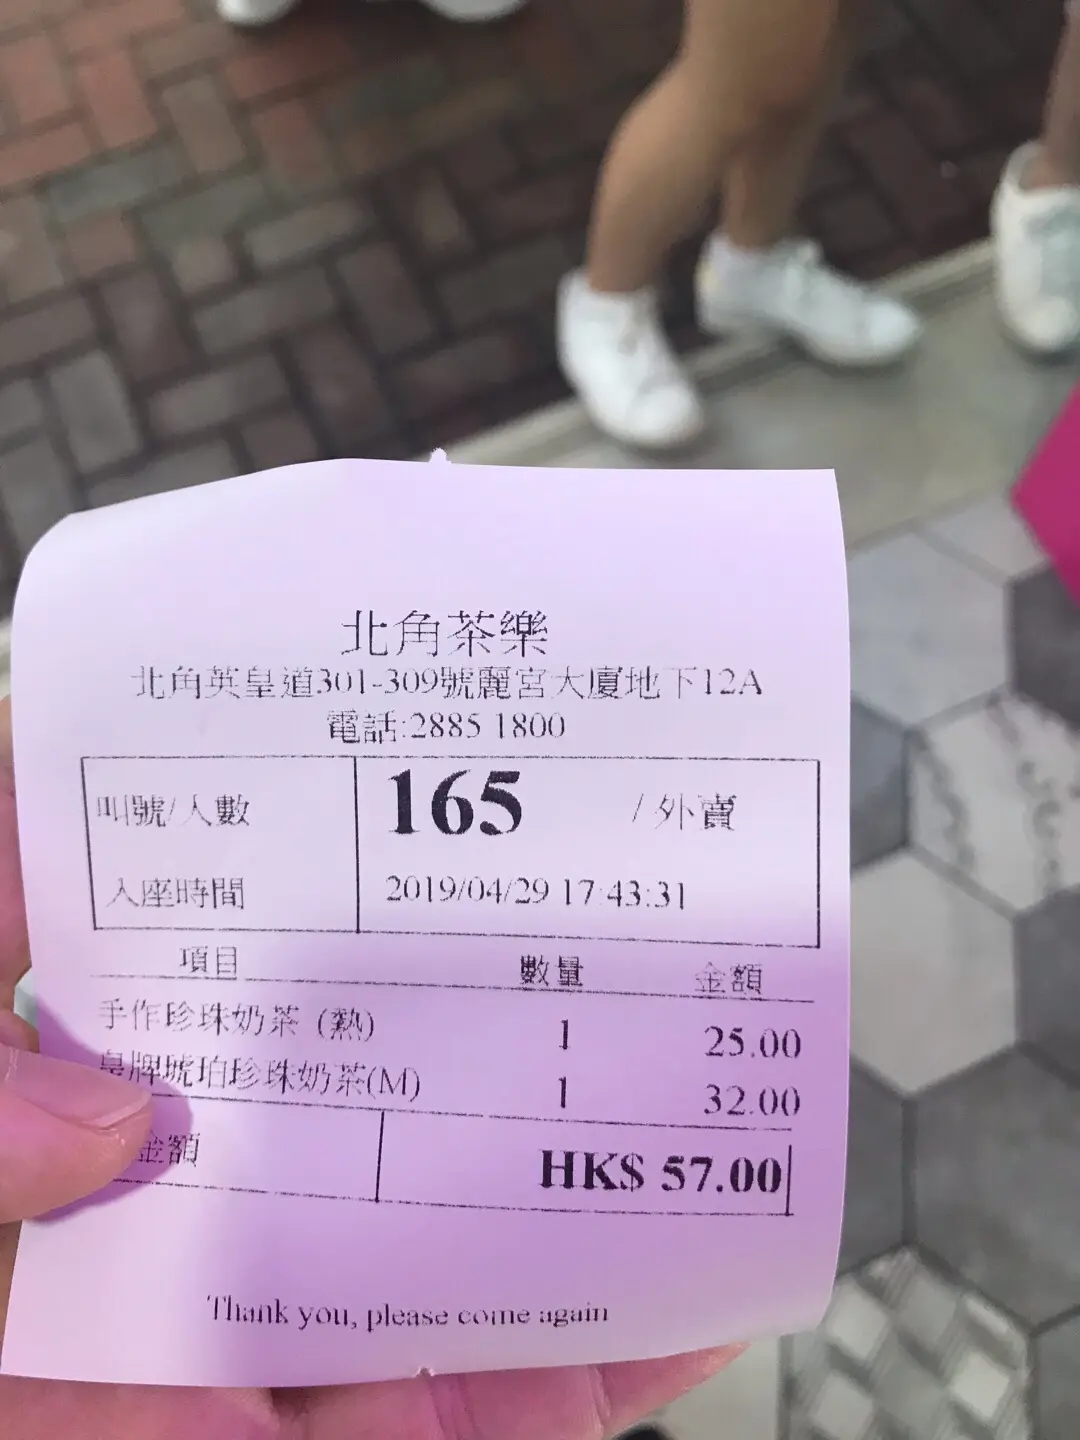 北角茶樂
北角英皇道301-309號麗宮大廈地下12A
電話:2885 1800
叫號/人數 165 /外賣
入座時間 2019/04/29 17:43:31
項目 數量 金額
手作珍珠奶茶 (熱) 1 25.00
皇牌琥珀珍珠奶茶(M) 1 32.00
金額 HK$ 57.00
Thank you, please come again